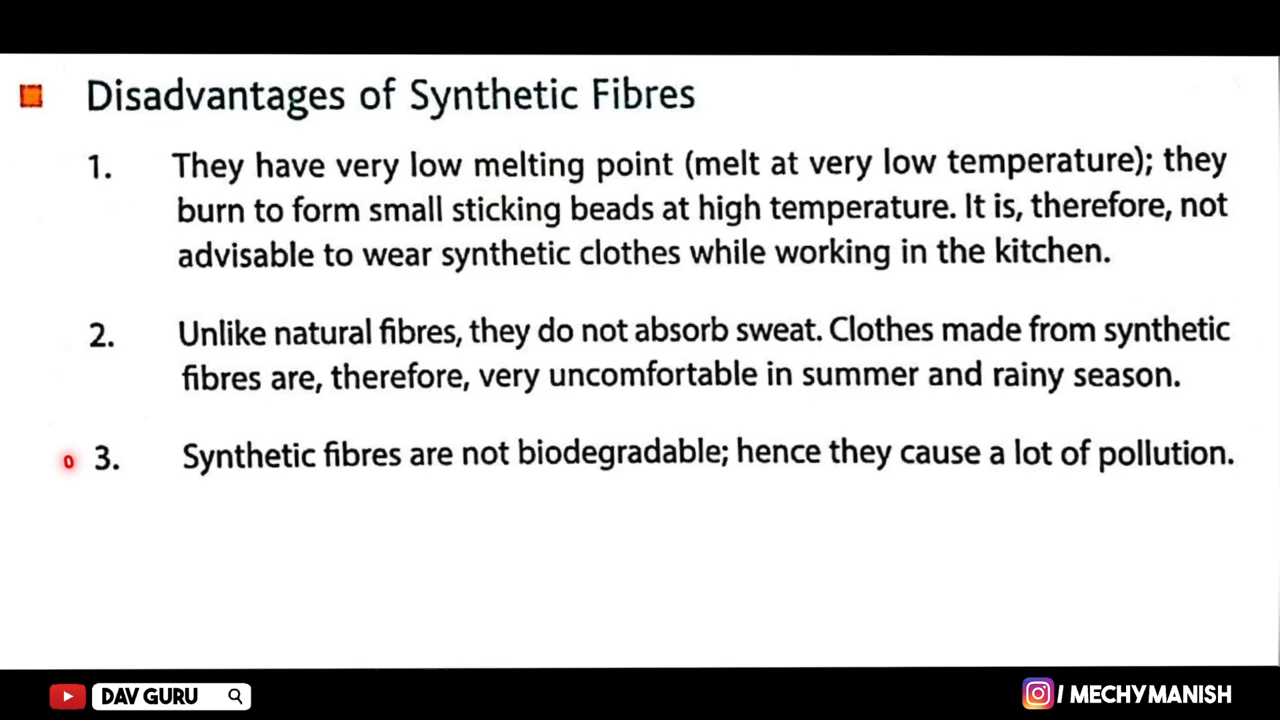 Disadvantages of Synthetic Fibres
1. They have very low melting point (melt at very low temperature); they
burn to form small sticking beads at high temperature. It is, therefore, not
advisable to wear synthetic clothes while working in the kitchen.
2. Unlike natural fibres, they do not absorb sweat. Clothes made from synthetic
fibres are, therefore, very uncomfortable in summer and rainy season.
3. Synthetic fibres are not biodegradable; hence they cause a lot of pollution.
DAV GURU
/ MECHYMANISH